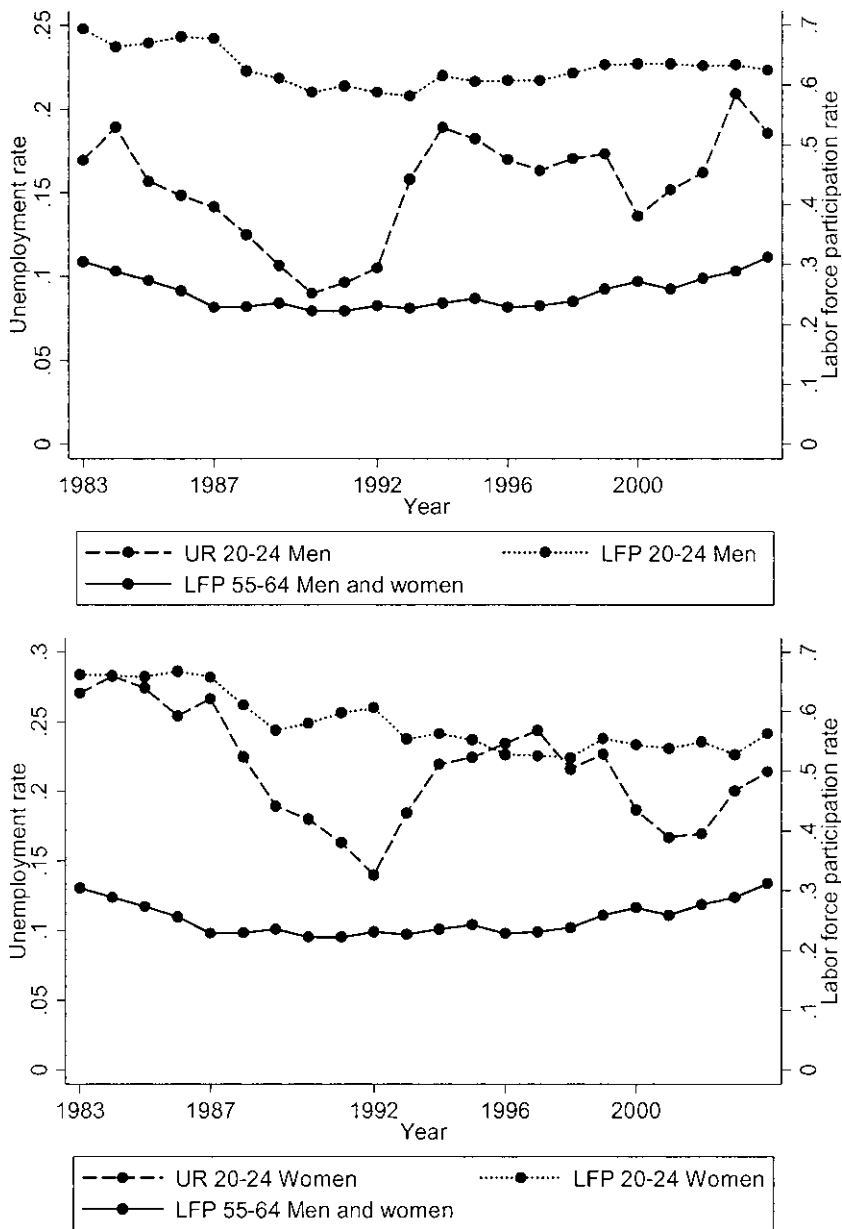 .25
.2
.15
.1
.05
0
Unemployment rate
.7
.6
.5
.4
.3
.2
.1
0
Labor force participation rate
1983 1987 1992 1996 2000
Year
UR 20-24 Men LFP 20-24 Men
LFP 55-64 Men and women
.3
.25
.2
.15
.1
.05
0
Unemployment rate
.7
.6
.5
.4
.3
.2
.1
0
Labor force participation rate
1983 1987 1992 1996 2000
Year
UR 20-24 Women LFP 20-24 Women
LFP 55-64 Men and women